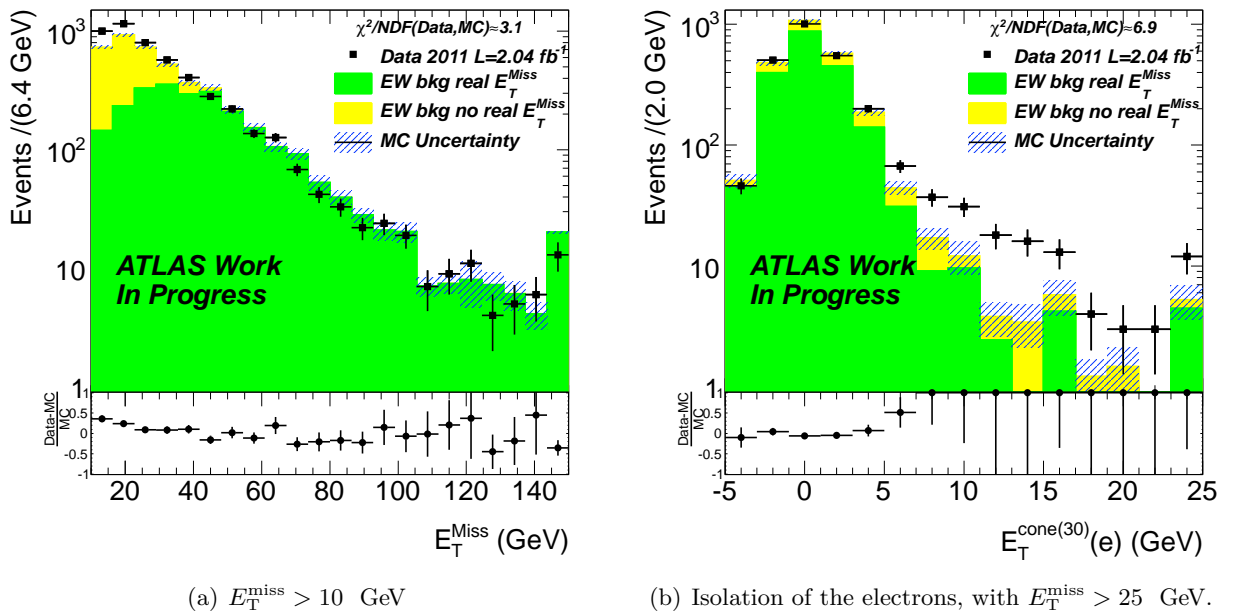 χ²/NDF(Data,MC)≈3.1
Data 2011 L=2.04 fb⁻¹
EW bkg real E_T^Miss
EW bkg no real E_T^Miss
MC Uncertainty
ATLAS Work
In Progress
Events /(6.4 GeV)
10³
10²
10
1
Data-MC
MC
1
0.5
0
-0.5
-1
20 40 60 80 100 120 140
E_T^Miss (GeV)
(a) E_T^miss > 10 GeV
χ²/NDF(Data,MC)≈6.9
Data 2011 L=2.04 fb⁻¹
EW bkg real E_T^Miss
EW bkg no real E_T^Miss
MC Uncertainty
ATLAS Work
In Progress
Events /(2.0 GeV)
10³
10²
10
1
Data-MC
MC
1
0.5
0
-0.5
-1
-5 0 5 10 15 20 25
E_T^cone(30)(e) (GeV)
(b) Isolation of the electrons, with E_T^miss > 25 GeV.